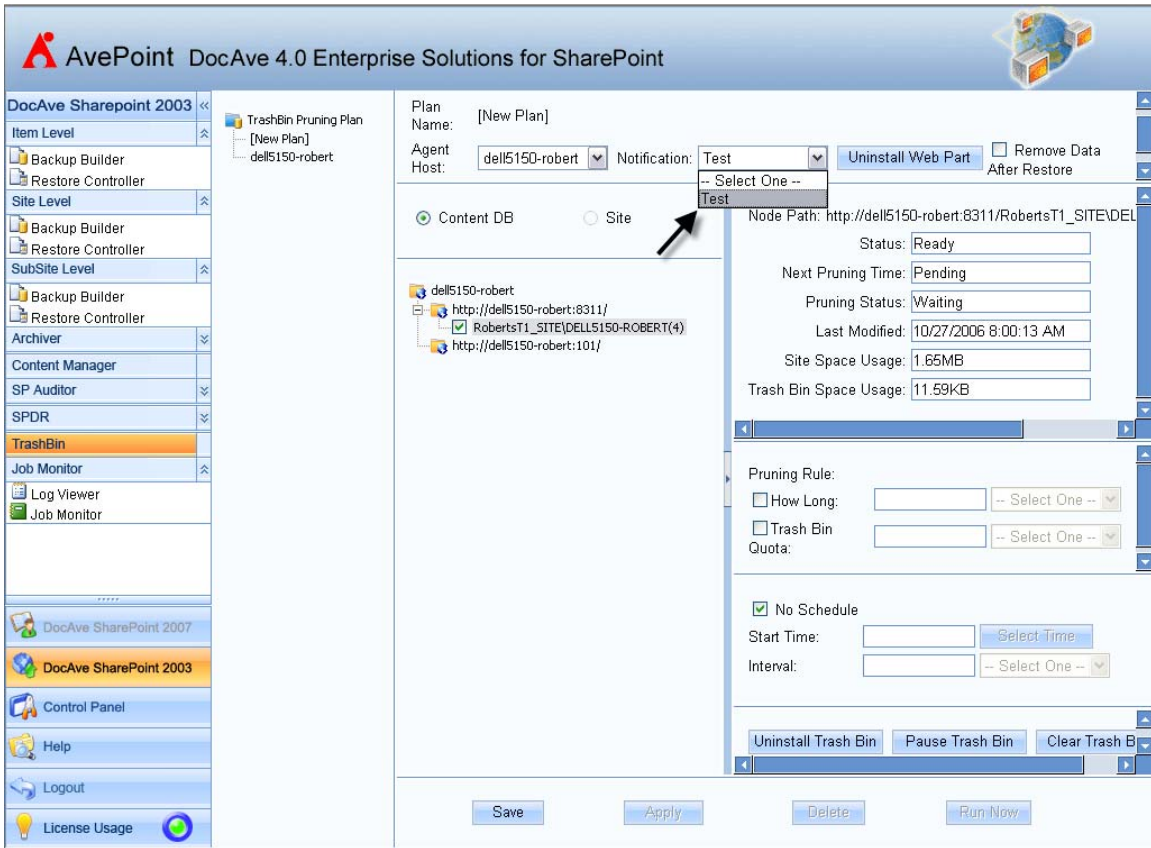 AvePoint DocAve 4.0 Enterprise Solutions for SharePoint
DocAve Sharepoint 2003
Item Level
Backup Builder
Restore Controller
Site Level
Backup Builder
Restore Controller
SubSite Level
Backup Builder
Restore Controller
Archiver
Content Manager
SP Auditor
SPDR
TrashBin
Job Monitor
Log Viewer
Job Monitor
DocAve SharePoint 2007
DocAve SharePoint 2003
Control Panel
Help
Logout
License Usage
TrashBin Pruning Plan
[New Plan]
dell5150-robert
Plan Name: [New Plan]
Agent Host: dell5150-robert Notification: Test Uninstall Web Part Remove Data After Restore
-- Select One --
Test
Content DB Site
dell5150-robert
http://dell5150-robert:8311/
RobertsT1_SITE\DELL5150-ROBERT(4)
http://dell5150-robert:101/
Node Path: http://dell5150-robert:8311/RobertsT1_SITE\DEL
Status: Ready
Next Pruning Time: Pending
Pruning Status: Waiting
Last Modified: 10/27/2006 8:00:13 AM
Site Space Usage: 1.65MB
Trash Bin Space Usage: 11.59KB
Pruning Rule:
How Long: -- Select One --
Trash Bin Quota: -- Select One --
No Schedule
Start Time: Select Time
Interval: -- Select One --
Uninstall Trash Bin Pause Trash Bin Clear Trash B
Save Apply Delete Run Now